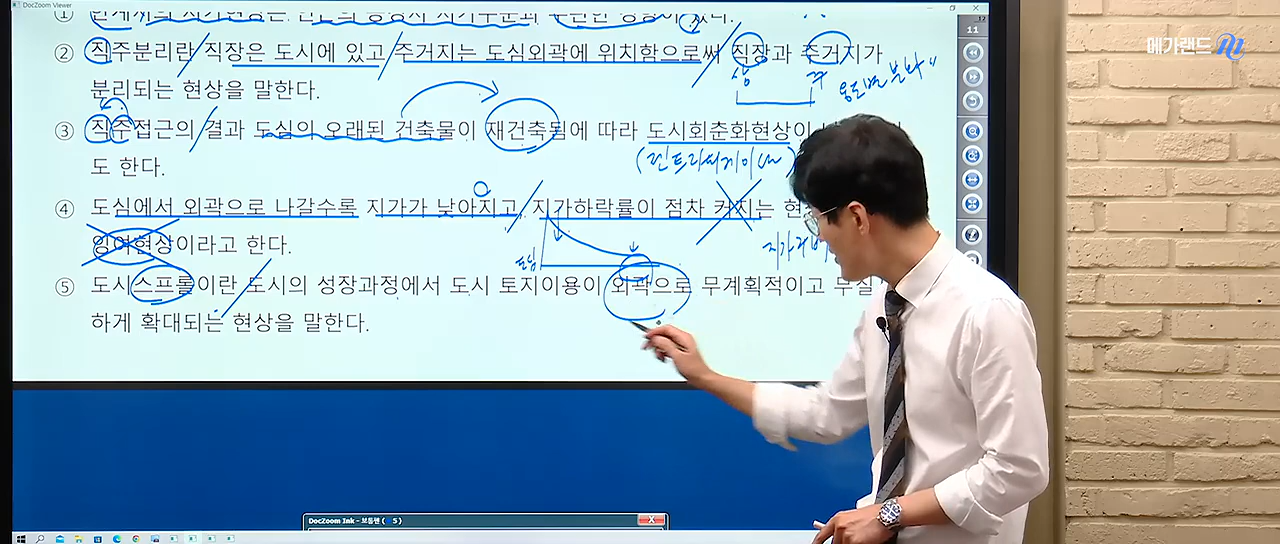 DocZoom Viewer
12
11
메가랜드
② 직주분리란 직장은 도시에 있고 주거지는 도심외곽에 위치함으로써 직장과 주거지가
분리되는 현상을 말한다.
상 주
③ 직주접근의 결과 도심의 오래된 건축물이 재건축됨에 따라 도시회춘화현상이
도 한다.
④ 도심에서 외곽으로 나갈수록 지가가 낮아지고 지가하락률이 점차 커지는 현
잉여현상이라고 한다.
도심
⑤ 도시스프롤이란 도시의 성장과정에서 도시 토지이용이 외곽으로 무계획적이고 무질
하게 확대되는 현상을 말한다.
DocZoom Ink - 보통펜 ( 5)